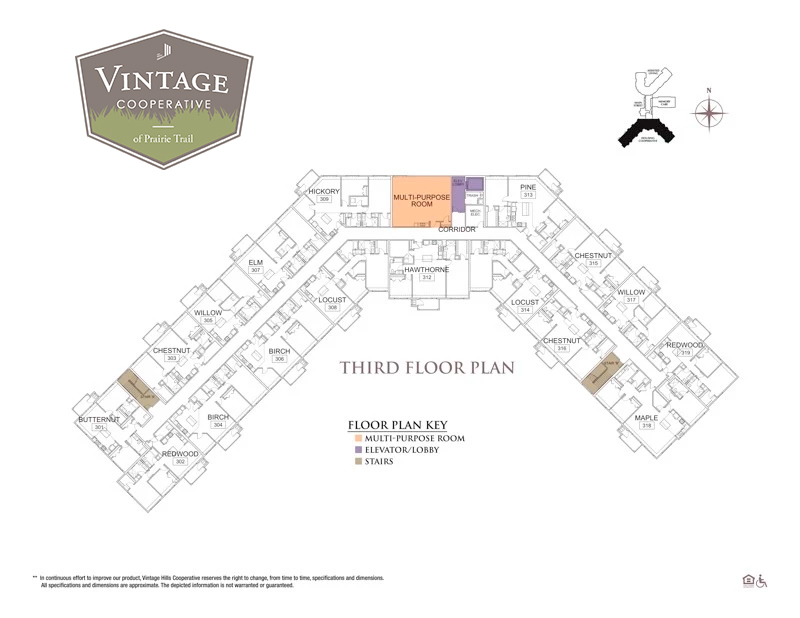 VINTAGE
COOPERATIVE
of Prairie Trail
N
HICKORY
309
MULTI-PURPOSE
ROOM
LOBBY
MECH
ELEC
PINE
313
CORRIDOR
ELM
307
HAWTHORNE
312
CHESTNUT
315
WILLOW
305
LOCUST
308
LOCUST
314
WILLOW
317
CHESTNUT
303
BIRCH
306
CHESTNUT
316
REDWOOD
319
THIRD FLOOR PLAN
BUTTERNUT
301
BIRCH
304
MAPLE
318
REDWOOD
302
FLOOR PLAN KEY
MULTI-PURPOSE ROOM
ELEVATOR/LOBBY
STAIRS
** In continuous effort to improve our product, Vintage Hills Cooperative reserves the right to change, from time to time, specifications and dimensions.
All specifications and dimensions are approximate. The depicted information is not warranted or guaranteed.